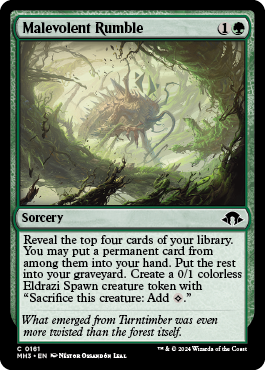 Malevolent Rumble 1
Sorcery
Reveal the top four cards of your library.
You may put a permanent card from
among them into your hand. Put the rest
into your graveyard. Create a 0/1 colorless
Eldrazi Spawn creature token with
“Sacrifice this creature: Add .”
What emerged from Turntimber was even
more twisted than the forest itself.
C 0161
MH3 • EN Néstor Ossandón Leal
™ & © 2024 Wizards of the Coast